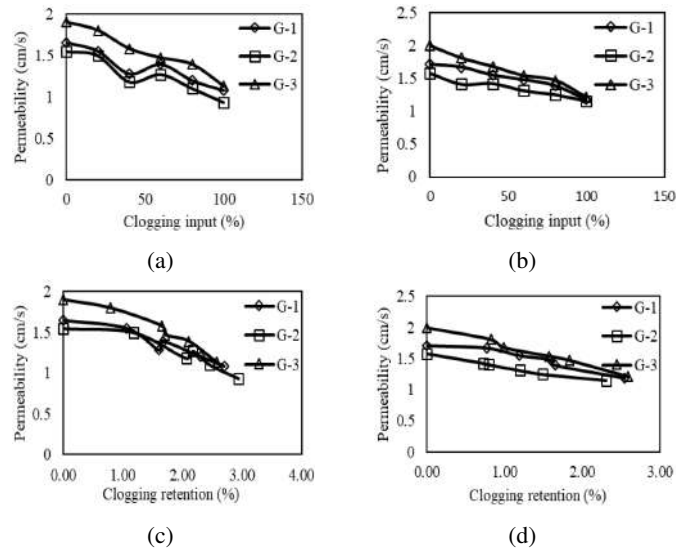 2
1.5
1
0.5
0
Permeability (cm/s)
0 50 100 150
Clogging input (%)
G-1
G-2
G-3
(a)
2.5
2
1.5
1
0.5
0
Permeability (cm/s)
0 50 100 150
Clogging input (%)
G-1
G-2
G-3
(b)
2
1.5
1
0.5
0
Permeability (cm/s)
0.00 1.00 2.00 3.00 4.00
Clogging retention (%)
G-1
G-2
G-3
(c)
2.5
2
1.5
1
0.5
0
Permeability (cm/s)
0.00 1.00 2.00 3.00
Clogging retention (%)
G-1
G-2
G-3
(d)